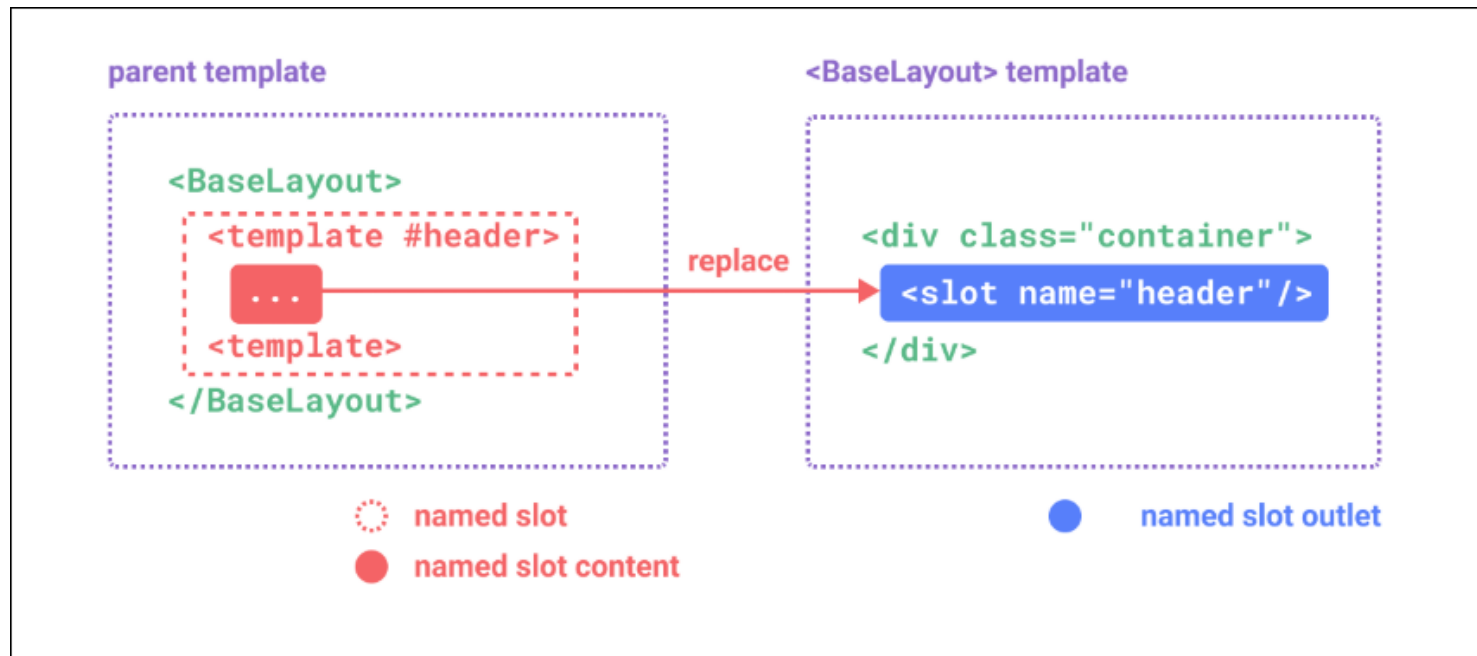 parent template
<BaseLayout>
<template #header>
...
<template>
</BaseLayout>
replace
<BaseLayout> template
<div class="container">
<slot name="header"/>
</div>
named slot
named slot content
named slot outlet